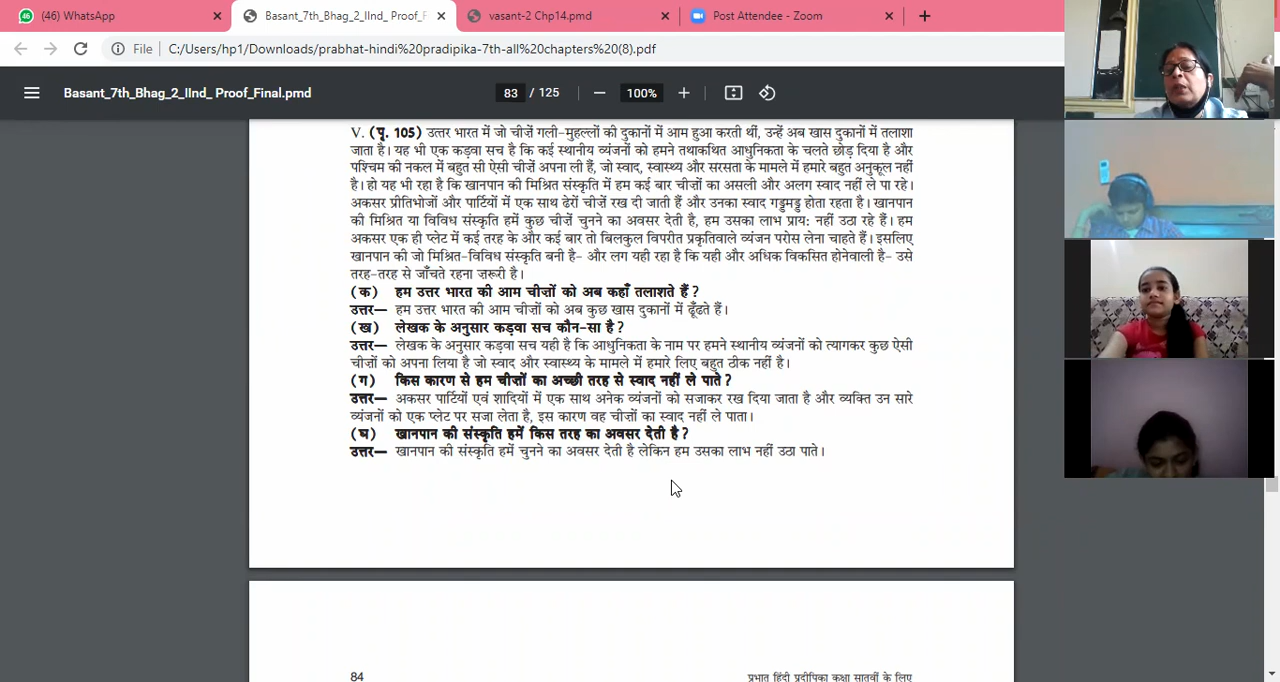 (46) WhatsApp
Basant_7th_Bhag_2_IInd_ Proof_F
vasant-2 Chp14.pmd
Post Attendee - Zoom
File
C:/Users/hp1/Downloads/prabhat-hindi%20pradipika-7th-all%20chapters%20(8).pdf
Basant_7th_Bhag_2_IInd_ Proof_Final.pmd
83 / 125
100%
V. (पृ. 105) उत्तर भारत में जो चीज़ें गली-मुहल्लों की दुकानों में आम हुआ करती थीं, उन्हें अब खास दुकानों में तलाशा
जाता है। यह भी एक कड़वा सच है कि कई स्थानीय व्यंजनों को हमने तथाकथित आधुनिकता के चलते छोड़ दिया है और
पश्चिम की नकल में बहुत सी ऐसी चीज़ें अपना ली हैं, जो स्वाद, स्वास्थ्य और सरसता के मामले में हमारे बहुत अनुकूल नहीं
है। हो यह भी रहा है कि खानपान की मिश्रित संस्कृति में हम कई बार चीज़ों का असली और अलग स्वाद नहीं ले पा रहे।
अकसर प्रीतिभोजों और पार्टियों में एक साथ ढेरों चीज़ें रख दी जाती हैं और उनका स्वाद गड्डमड्ड होता रहता है। खानपान
की मिश्रित या विविध संस्कृति हमें कुछ चीज़ें चुनने का अवसर देती है, हम उसका लाभ प्राय: नहीं उठा रहे हैं। हम
अकसर एक ही प्लेट में कई तरह के और कई बार तो बिलकुल विपरीत प्रकृतिवाले व्यंजन परोस लेना चाहते हैं। इसलिए
खानपान की जो मिश्रित-विविध संस्कृति बनी है- और लग यही रहा है कि यही और अधिक विकसित होनेवाली है- उसे
तरह-तरह से जाँचते रहना ज़रूरी है।
(क) हम उत्तर भारत की आम चीज़ों को अब कहाँ तलाशते हैं?
उत्तर— हम उत्तर भारत की आम चीज़ों को अब कुछ खास दुकानों में ढूँढते हैं।
(ख) लेखक के अनुसार कड़वा सच कौन-सा है?
उत्तर— लेखक के अनुसार कड़वा सच यही है कि आधुनिकता के नाम पर हमने स्थानीय व्यंजनों को त्यागकर कुछ ऐसी
चीज़ों को अपना लिया है जो स्वाद और स्वास्थ्य के मामले में हमारे लिए बहुत ठीक नहीं है।
(ग) किस कारण से हम चीज़ों का अच्छी तरह से स्वाद नहीं ले पाते?
उत्तर— अकसर पार्टियों एवं शादियों में एक साथ अनेक व्यंजनों को सजाकर रख दिया जाता है और व्यक्ति उन सारे
व्यंजनों को एक प्लेट पर सजा लेता है, इस कारण वह चीज़ों का स्वाद नहीं ले पाता।
(घ) खानपान की संस्कृति हमें किस तरह का अवसर देती है?
उत्तर— खानपान की संस्कृति हमें चुनने का अवसर देती है लेकिन हम उसका लाभ नहीं उठा पाते।
84
प्रभात हिंदी प्रदीपिका कक्षा सातवीं के लिए